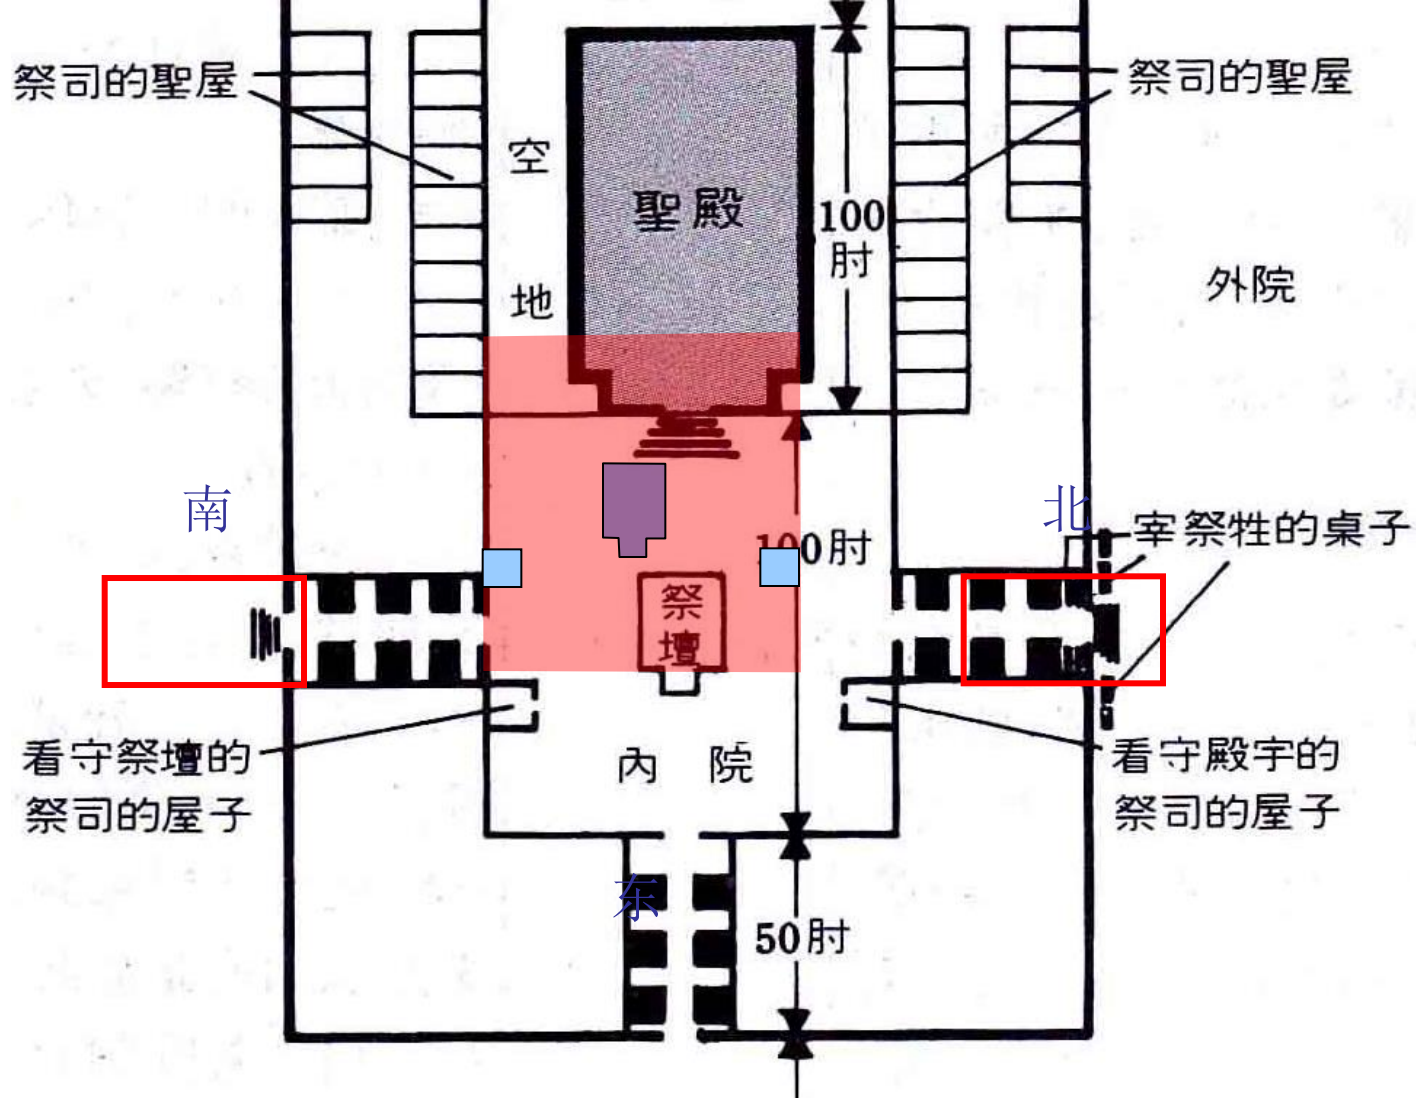 祭司的聖屋
祭司的聖屋
空
地
聖殿
100
肘
外院
南
北
宰祭牲的桌子
100肘
祭
壇
看守祭壇的
祭司的屋子
內院
看守殿宇的
祭司的屋子
东
50肘